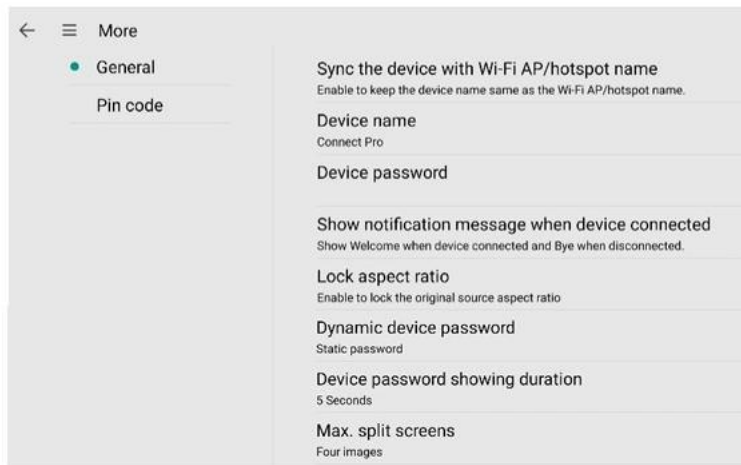 More
General
Pin code
Sync the device with Wi-Fi AP/hotspot name
Enable to keep the device name same as the Wi-Fi AP/hotspot name.
Device name
Connect Pro
Device password
Show notification message when device connected
Show Welcome when device connected and Bye when disconnected.
Lock aspect ratio
Enable to lock the original source aspect ratio
Dynamic device password
Static password
Device password showing duration
5 Seconds
Max. split screens
Four images